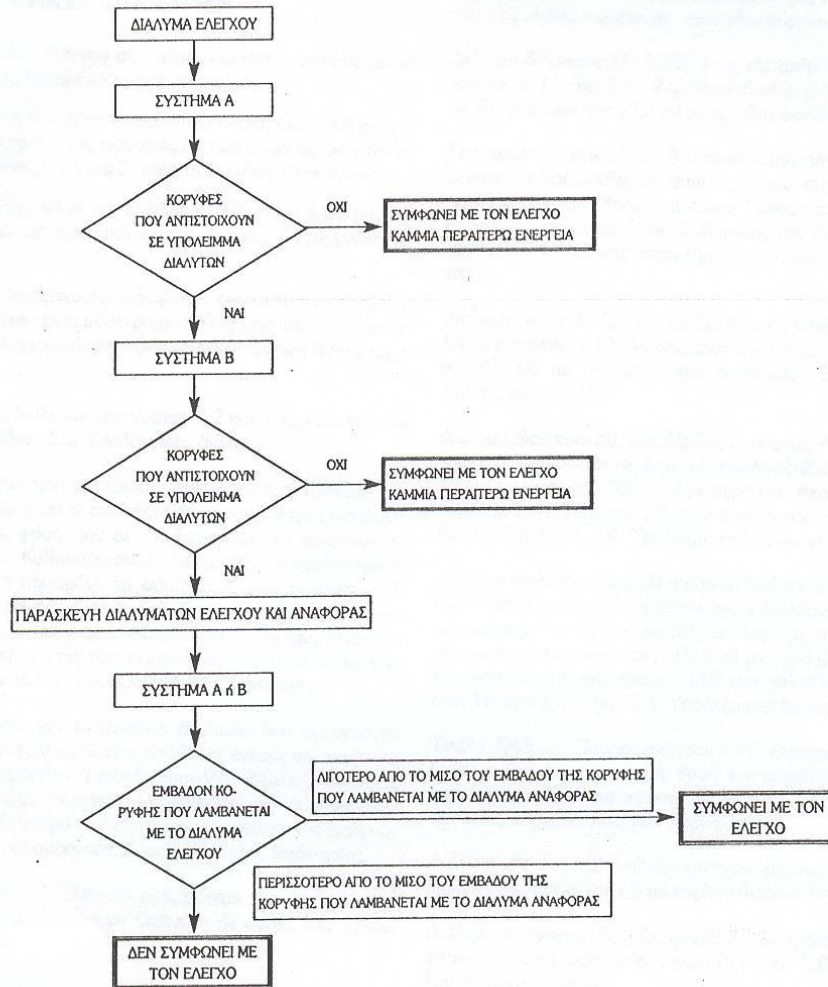 ΔΙΑΛΥΜΑ ΕΛΕΓΧΟΥ
ΣΥΣΤΗΜΑ Α
ΚΟΡΥΦΕΣ
ΠΟΥ ΑΝΤΙΣΤΟΙΧΟΥΝ
ΣΕ ΥΠΟΛΕΙΜΜΑ
ΔΙΑΛΥΤΩΝ
ΟΧΙ
ΣΥΜΦΩΝΕΙ ΜΕ ΤΟΝ ΕΛΕΓΧΟ
ΚΑΜΜΙΑ ΠΕΡΑΙΤΕΡΩ ΕΝΕΡΓΕΙΑ
ΝΑΙ
ΣΥΣΤΗΜΑ Β
ΚΟΡΥΦΕΣ
ΠΟΥ ΑΝΤΙΣΤΟΙΧΟΥΝ
ΣΕ ΥΠΟΛΕΙΜΜΑ
ΔΙΑΛΥΤΩΝ
ΟΧΙ
ΣΥΜΦΩΝΕΙ ΜΕ ΤΟΝ ΕΛΕΓΧΟ
ΚΑΜΜΙΑ ΠΕΡΑΙΤΕΡΩ ΕΝΕΡΓΕΙΑ
ΝΑΙ
ΠΑΡΑΣΚΕΥΗ ΔΙΑΛΥΜΑΤΩΝ ΕΛΕΓΧΟΥ ΚΑΙ ΑΝΑΦΟΡΑΣ
ΣΥΣΤΗΜΑ Α ή Β
ΕΜΒΑΔΟΝ ΚΟ-
ΡΥΦΗΣ ΠΟΥ ΛΑΜΒΑΝΕΤΑΙ
ΜΕ ΤΟ ΔΙΑΛΥΜΑ
ΕΛΕΓΧΟΥ
ΛΙΓΟΤΕΡΟ ΑΠΟ ΤΟ ΜΙΣΟ ΤΟΥ ΕΜΒΑΔΟΥ ΤΗΣ ΚΟΡΥΦΗΣ
ΠΟΥ ΛΑΜΒΑΝΕΤΑΙ ΜΕ ΤΟ ΔΙΑΛΥΜΑ ΑΝΑΦΟΡΑΣ
ΣΥΜΦΩΝΕΙ ΜΕ ΤΟΝ
ΕΛΕΓΧΟ
ΠΕΡΙΣΣΟΤΕΡΟ ΑΠΟ ΤΟ ΜΙΣΟ ΤΟΥ ΕΜΒΑΔΟΥ ΤΗΣ
ΚΟΡΥΦΗΣ ΠΟΥ ΛΑΜΒΑΝΕΤΑΙ ΜΕ ΤΟ ΔΙΑΛΥΜΑ ΑΝΑΦΟΡΑΣ
ΔΕΝ ΣΥΜΦΩΝΕΙ ΜΕ
ΤΟΝ ΕΛΕΓΧΟ